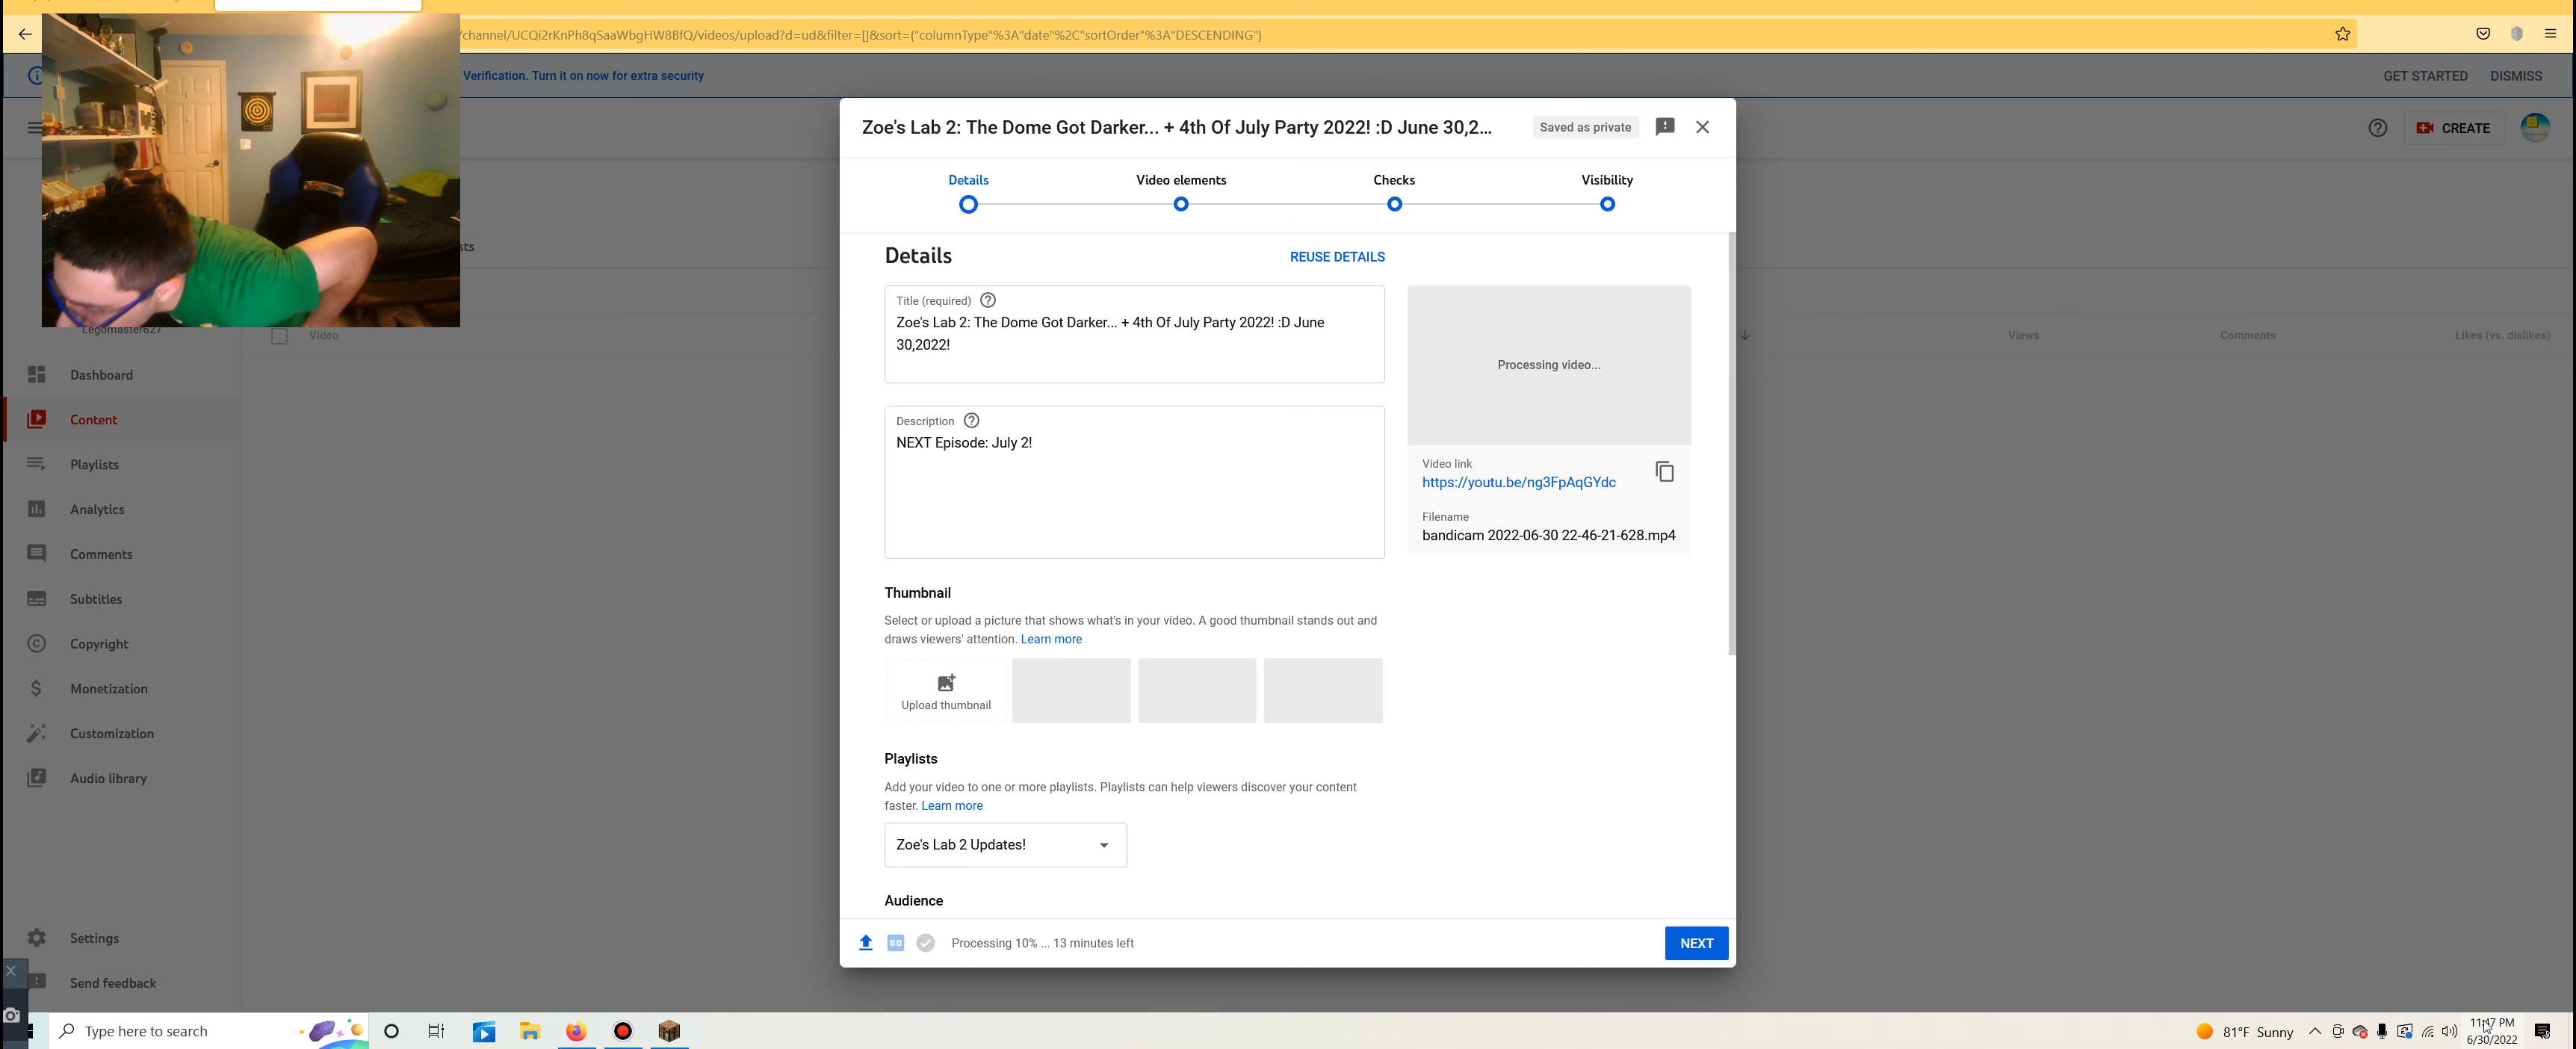 /channel/UCQi2rKnPh8qSaaWbgHW8BfQ/videos/upload?d=ud&filter=[]&sort={"columnType"%3A"date"%2C"sortOrder"%3A"DESCENDING"}
Verification. Turn it on now for extra security
GET STARTED
DISMISS
Zoe's Lab 2: The Dome Got Darker... + 4th Of July Party 2022! :D June 30,2...
Saved as private
CREATE
Details
Video elements
Checks
Visibility
sts
Details
REUSE DETAILS
Title (required)
Zoe's Lab 2: The Dome Got Darker... + 4th Of July Party 2022! :D June
30,2022!
Processing video...
Legomaster627
Video
Views
Comments
Likes (vs. dislikes)
Dashboard
Content
Playlists
Analytics
Comments
Subtitles
Copyright
Monetization
Customization
Audio library
Settings
Send feedback
Description
NEXT Episode: July 2!
Video link
https://youtu.be/ng3FpAqGYdc
Filename
bandicam 2022-06-30 22-46-21-628.mp4
Thumbnail
Select or upload a picture that shows what's in your video. A good thumbnail stands out and
draws viewers' attention. Learn more
Upload thumbnail
Playlists
Add your video to one or more playlists. Playlists can help viewers discover your content
faster. Learn more
Zoe's Lab 2 Updates!
Audience
SD
Processing 10% ... 13 minutes left
NEXT
Type here to search
81°F Sunny
11:47 PM
6/30/2022